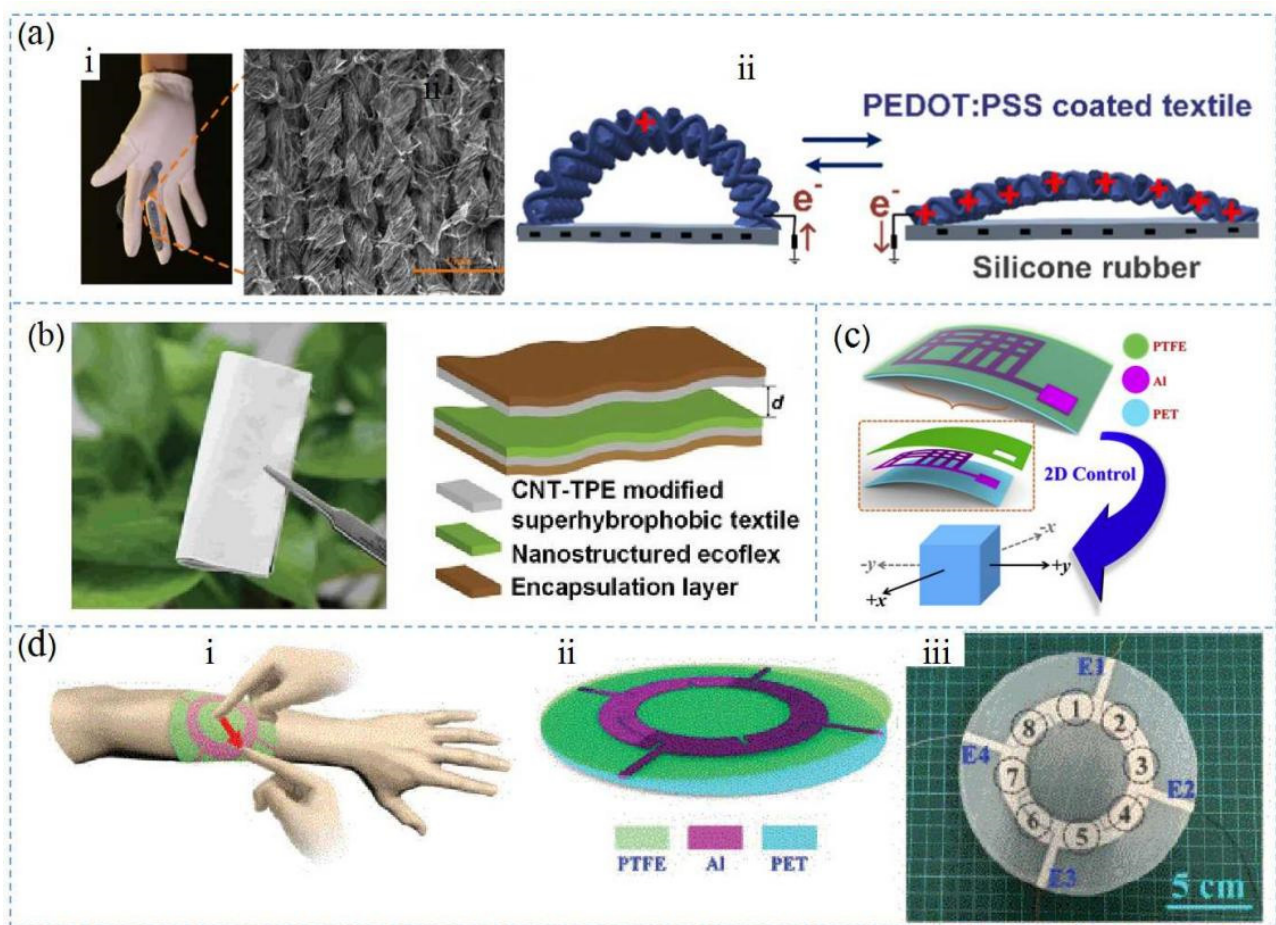 (a)
i
ii
ii
PEDOT:PSS coated textile
+
e-
e-
+ + + + + + + +
Silicone rubber
(b)
d
CNT-TPE modified
superhybrophobic textile
Nanostructured ecoflex
Encapsulation layer
(c)
PTFE
Al
PET
2D Control
-x
-y
+y
+x
(d)
i
ii
PTFE
Al
PET
iii
E1
1
2
8
E4
3
7
E2
4
6
5
E3
5 cm